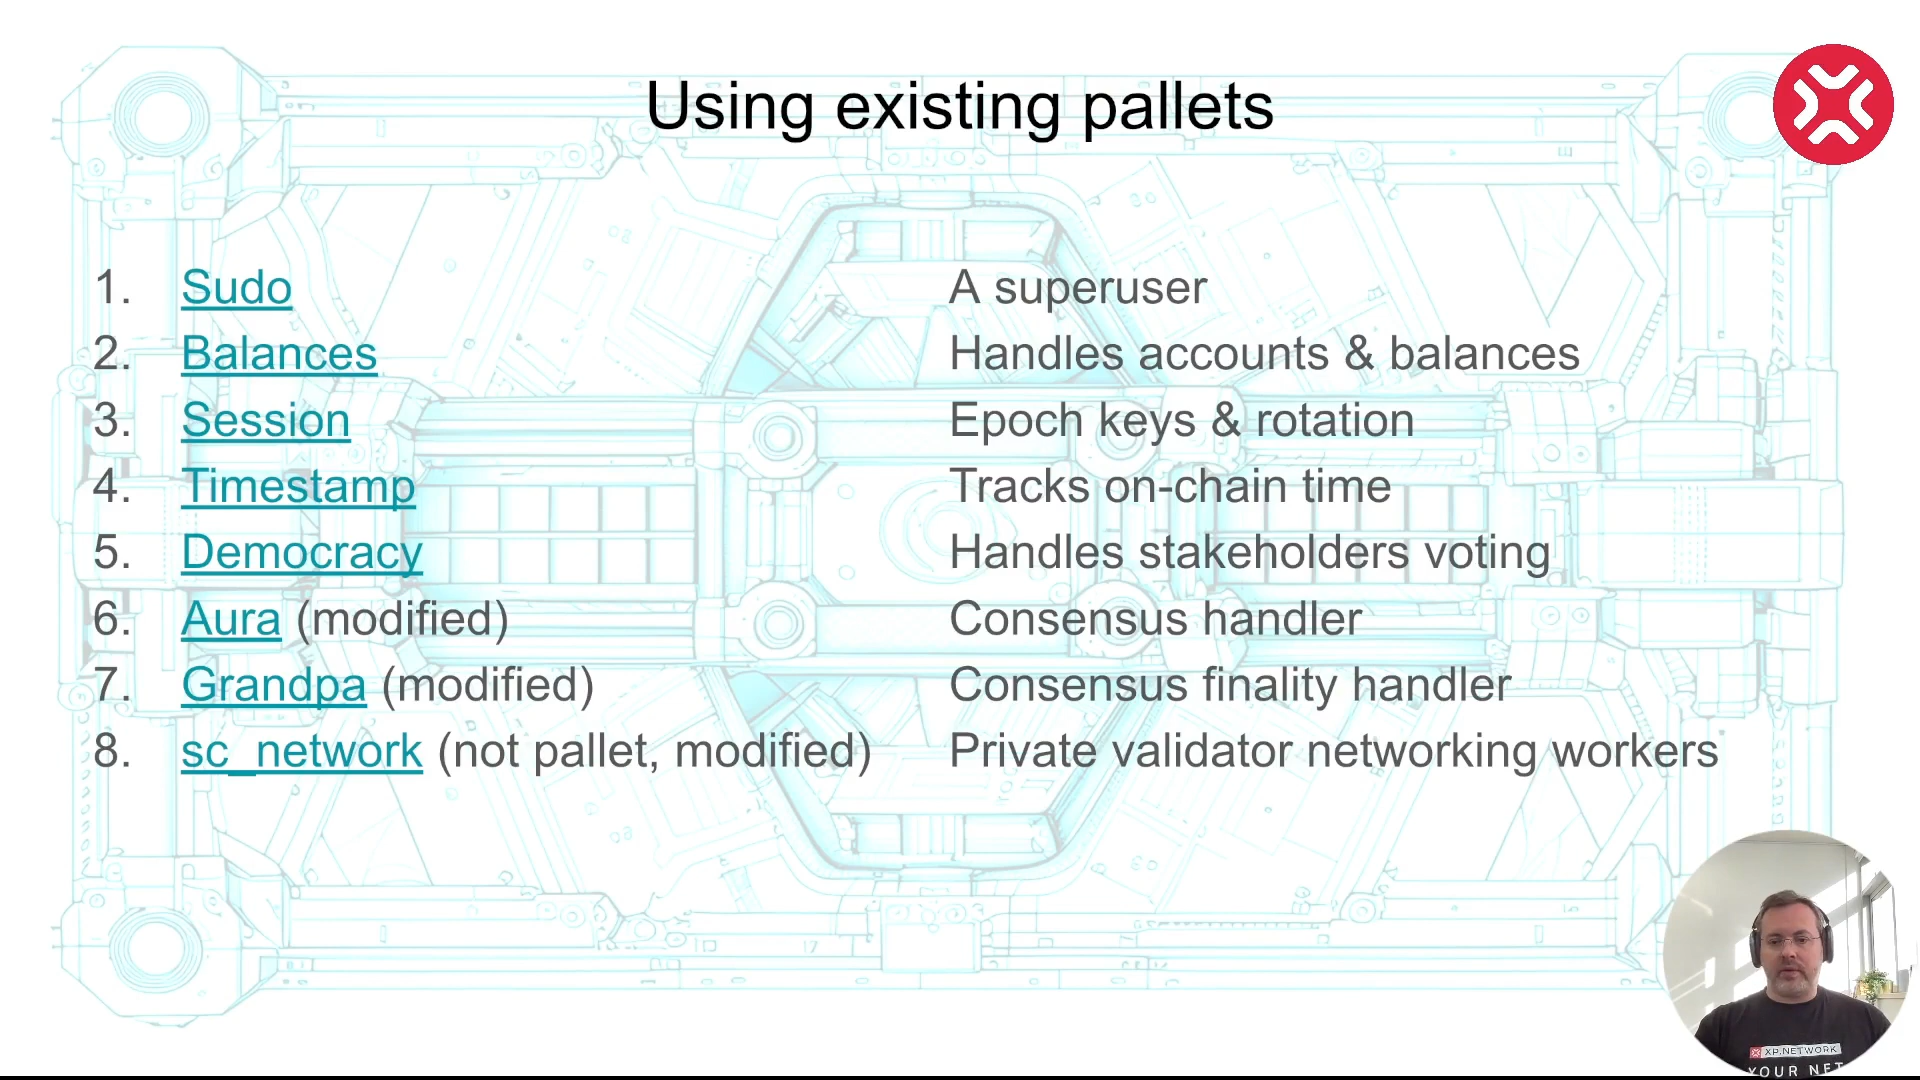 Using existing pallets
1. Sudo A superuser
2. Balances Handles accounts & balances
3. Session Epoch keys & rotation
4. Timestamp Tracks on-chain time
5. Democracy Handles stakeholders voting
6. Aura (modified) Consensus handler
7. Grandpa (modified) Consensus finality handler
8. sc_network (not pallet, modified) Private validator networking workers
17
XP.NETWORK
YOUR NET